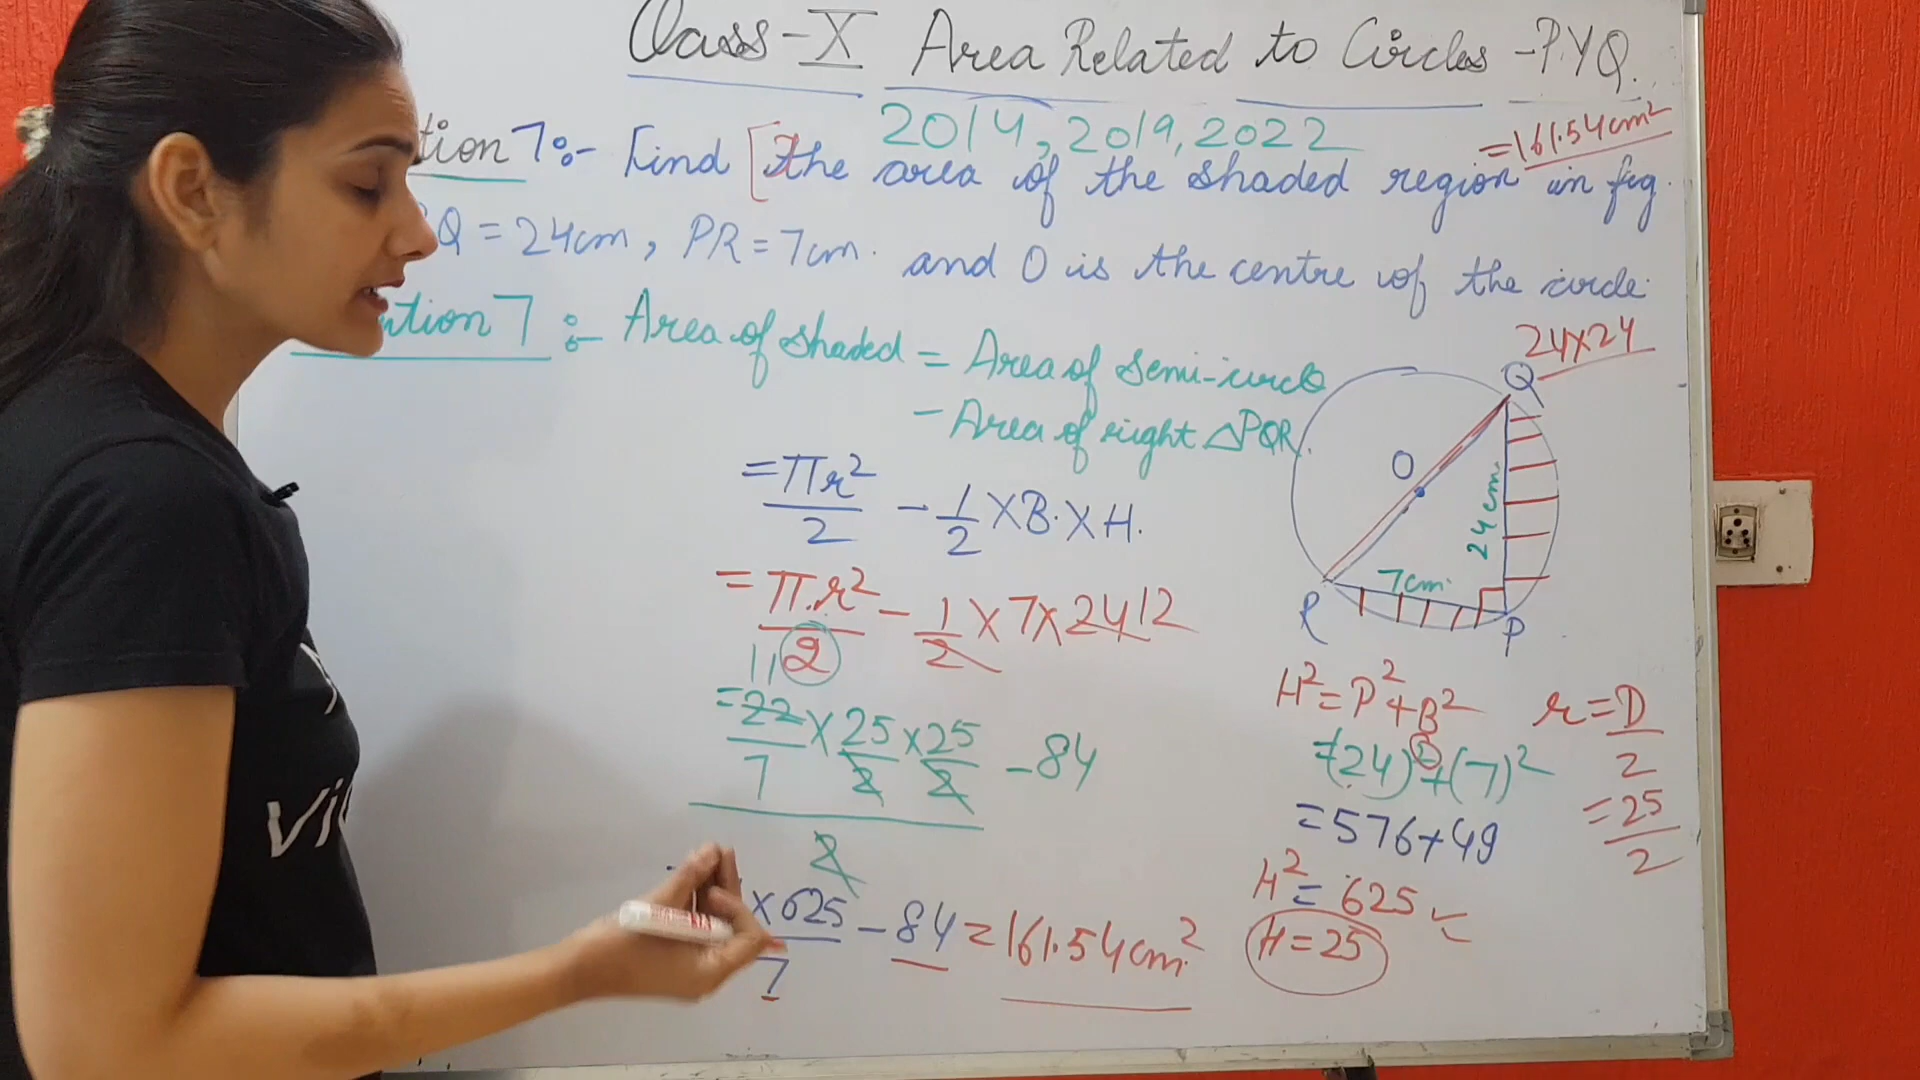 Class-X Area Related to Circles -P.Y.Q.
2014, 2019, 2022
=161.54cm²
tion 7:- Find [the area of the shaded region in fig.
Q = 24cm, PR = 7cm. and O is the centre of the circle.
ution 7 :- Area of shaded = Area of semi-circle
- Area of right △PQR.
= πr²/2 - 1/2 ×B.×H.
= π.r²/2 - 1/2 ×7×24 12
11
= 22/7 × 25/2 × 25/2 - 84
2
×625/7 - 84 = 161.54cm²
24×24
Q
O
24cm
7cm.
R
P
H² = P² + B²
=(24)²+(7)²
=576+49
H² = 625
H = 25
r = D/2
= 25/2